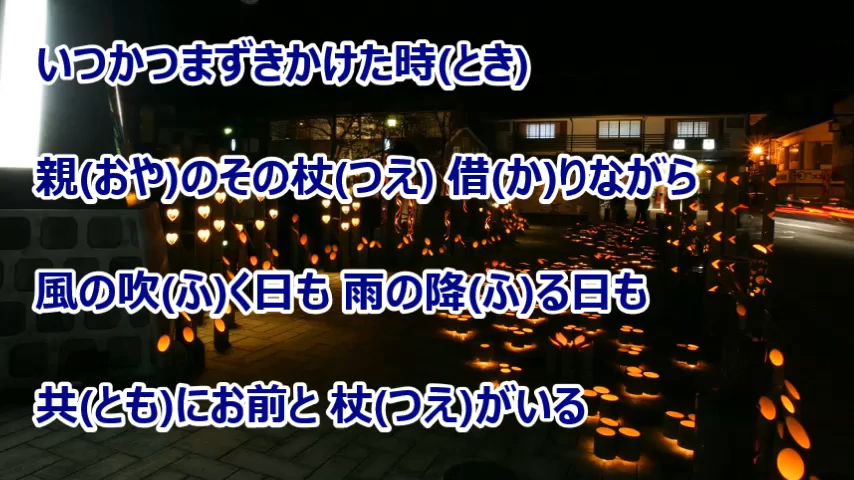 いつかつまずきかけた時(とき)
親(おや)のその杖(つえ) 借(か)りながら
風の吹(ふ)く日も 雨の降(ふ)る日も
共(とも)にお前と 杖(つえ)がいる